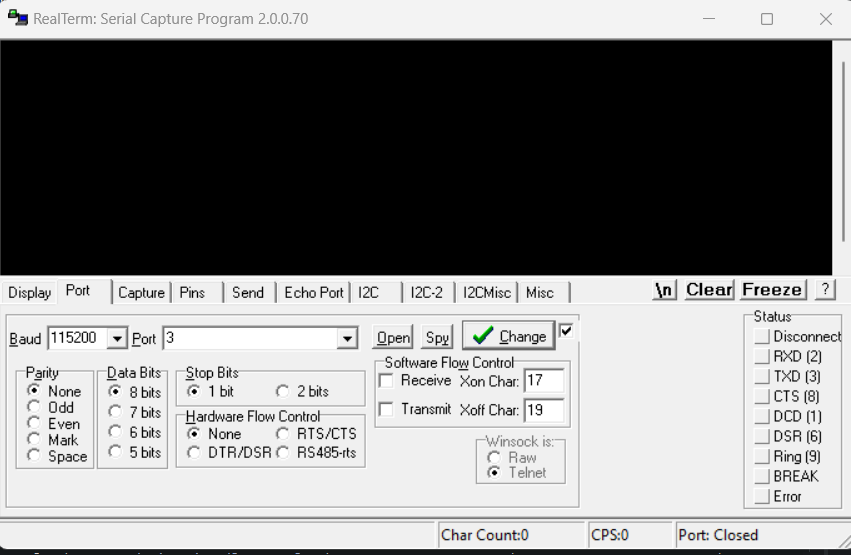 RealTerm: Serial Capture Program 2.0.0.70
Display Port Capture Pins Send Echo Port I2C I2C-2 I2CMisc Misc \n Clear Freeze ?
Baud 115200 Port 3 Open Spy Change
Parity
None
Odd
Even
Mark
Space
Data Bits
8 bits
7 bits
6 bits
5 bits
Stop Bits
1 bit 2 bits
Hardware Flow Control
None RTS/CTS
DTR/DSR RS485-rts
Software Flow Control
Receive Xon Char: 17
Transmit Xoff Char: 19
Winsock is:
Raw
Telnet
Status
Disconnect
RXD (2)
TXD (3)
CTS (8)
DCD (1)
DSR (6)
Ring (9)
BREAK
Error
Char Count:0 CPS:0 Port: Closed